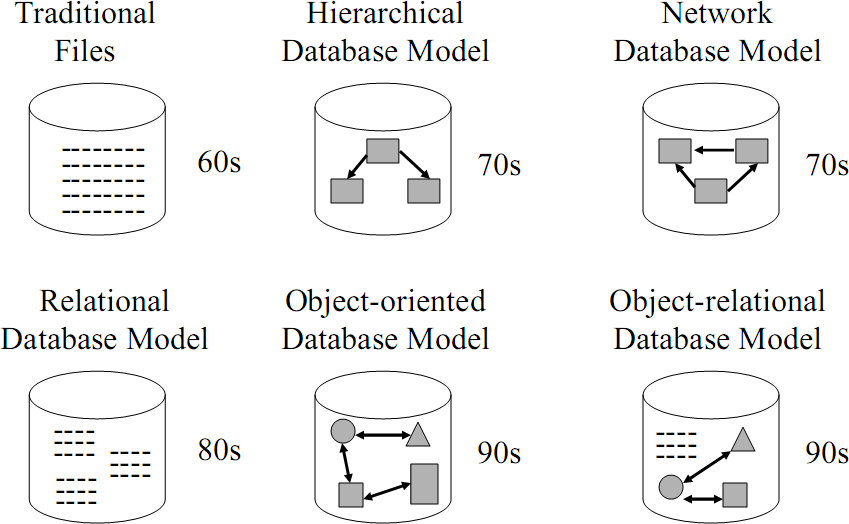 Traditional
Files
Hierarchical
Database Model
Network
Database Model
60s
70s
70s
Relational
Database Model
Object-oriented
Database Model
Object-relational
Database Model
80s
90s
90s